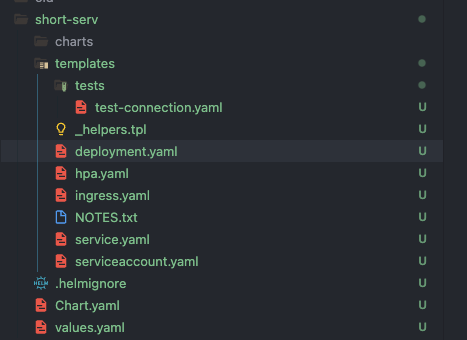 short-serv
charts
templates
tests
test-connection.yaml U
_helpers.tpl U
deployment.yaml U
hpa.yaml U
ingress.yaml U
NOTES.txt U
service.yaml U
serviceaccount.yaml U
HELM .helmignore U
Chart.yaml U
values.yaml U